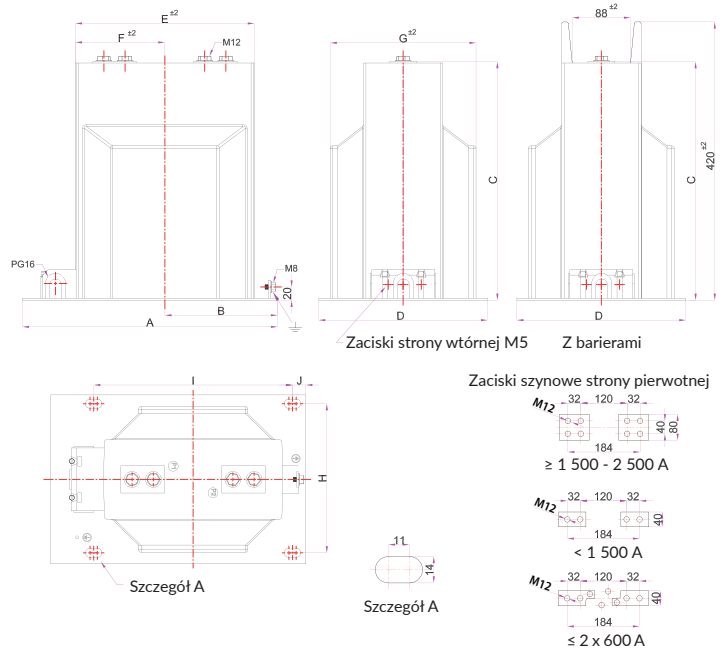 E ±2
F ±2
M12
PG16
M8
20
B
A
G ±2
C
D
Zaciski strony wtórnej M5
88 ±2
C
420 ±2
D
Z barierami
I
J
H
P1
P2
Szczegół A
11
14
Szczegół A
Zaciski szynowe strony pierwotnej
32 120 32
M12
40
80
184
≥ 1 500 - 2 500 A
32 120 32
M12
40
184
< 1 500 A
32 120 32
M12
40
184
≤ 2 x 600 A